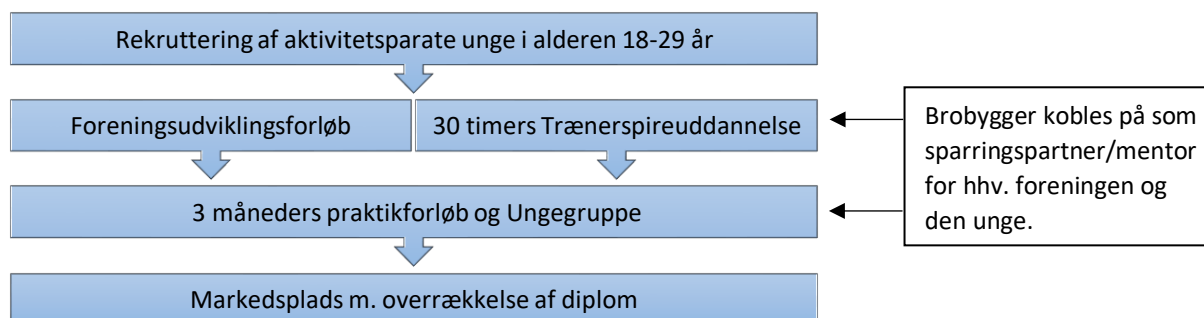 Rekruttering af aktivitetsparate unge i alderen 18-29 år
Foreningsudviklingsforløb
30 timers Trænerspireuddannelse
Brobygger kobles på som
sparringspartner/mentor
for hhv. foreningen og
den unge.
3 måneders praktikforløb og Ungegruppe
Markedsplads m. overrækkelse af diplom